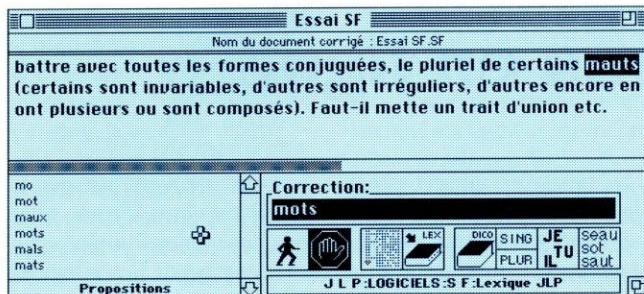 Essai SF
Nom du document corrigé : Essai SF.SF
battre avec toutes les formes conjuguées, le pluriel de certains mauts
(certains sont invariables, d'autres sont irréguliers, d'autres encore en
ont plusieurs ou sont composés). Faut-il mette un trait d'union etc.
mo
mot
maux
mots
mals
mats
Propositions
Correction:
mots
LEX
DICO
SING
PLUR
JE
TU
IL
seau
sot
saut
J L P:LOGICIELS:S F:Lexique JLP